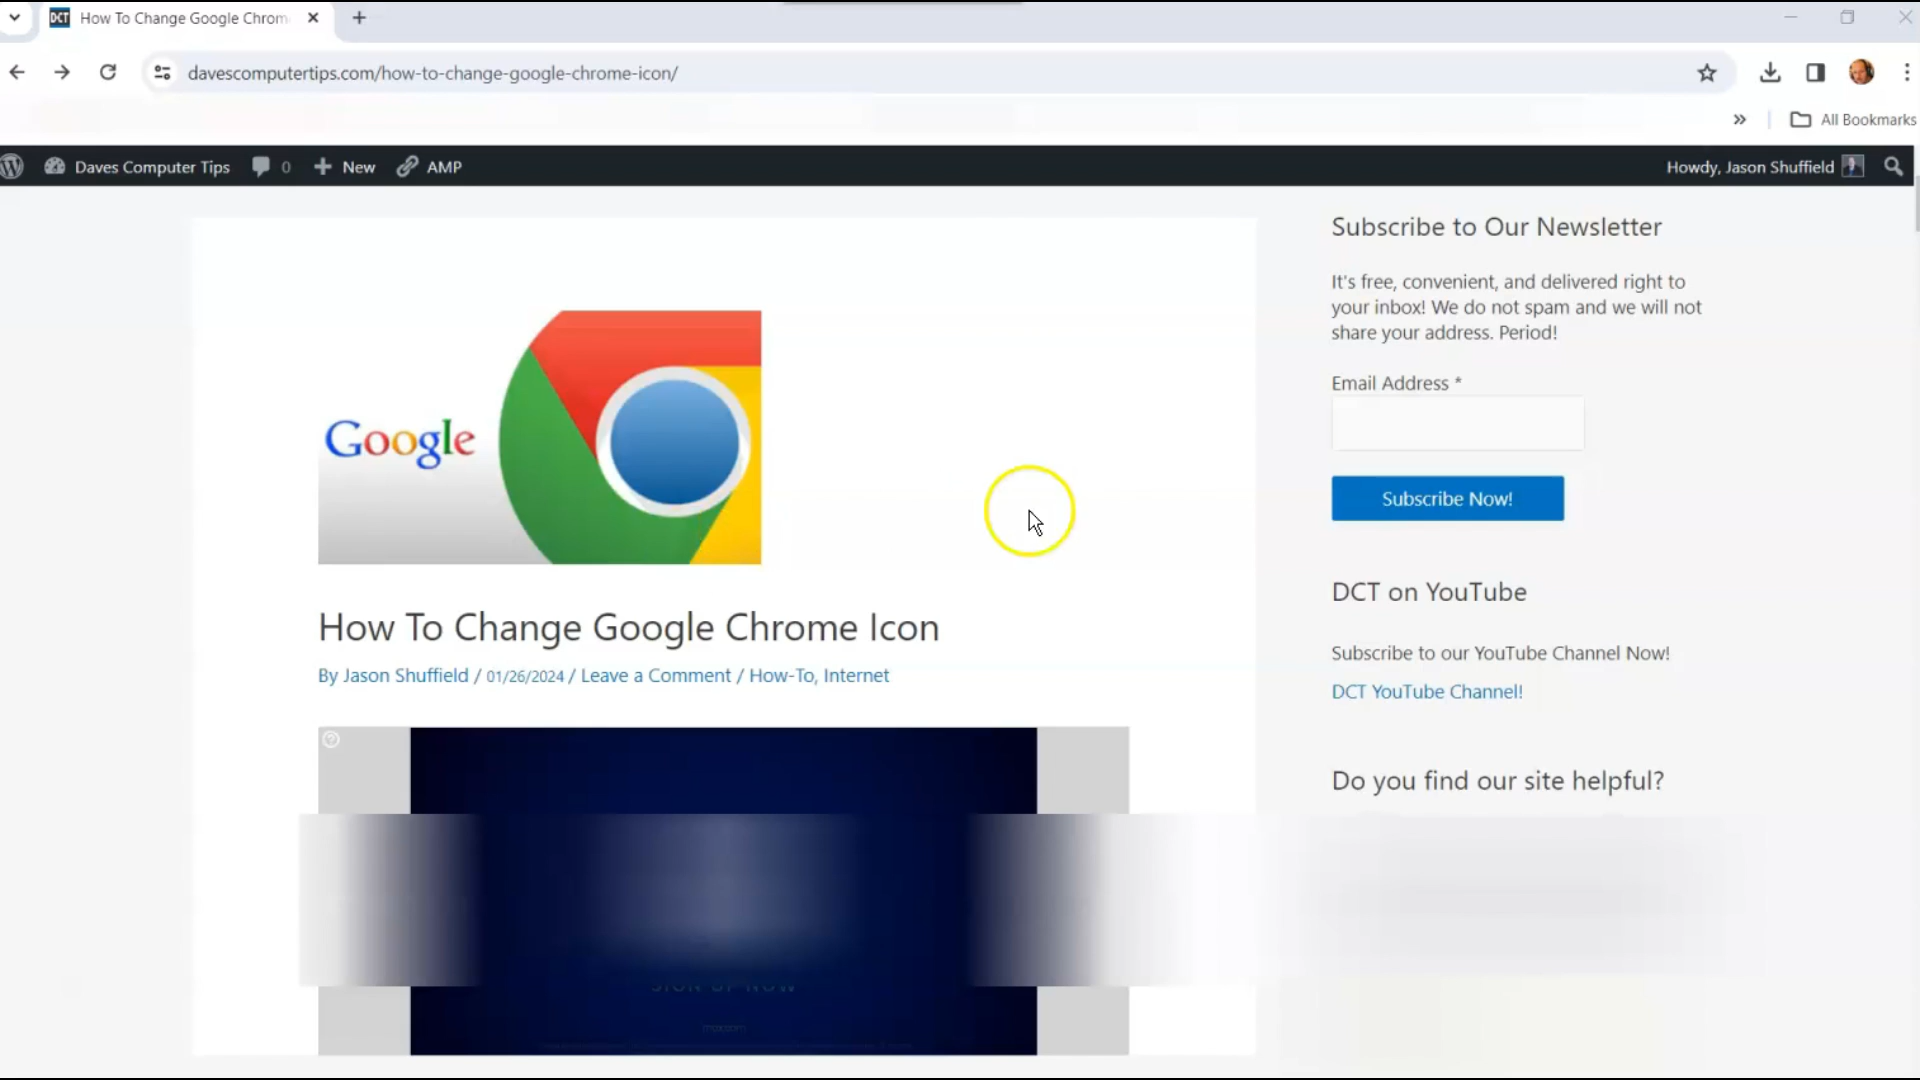 DCT How To Change Google Chrom
davescomputertips.com/how-to-change-google-chrome-icon/
All Bookmarks
Daves Computer Tips 0 New AMP
Howdy, Jason Shuffield
Google
How To Change Google Chrome Icon
By Jason Shuffield / 01/26/2024 / Leave a Comment / How-To, Internet
SIGN UP NOW
Subscribe to Our Newsletter
It's free, convenient, and delivered right to
your inbox! We do not spam and we will not
share your address. Period!
Email Address *
Subscribe Now!
DCT on YouTube
Subscribe to our YouTube Channel Now!
DCT YouTube Channel!
Do you find our site helpful?